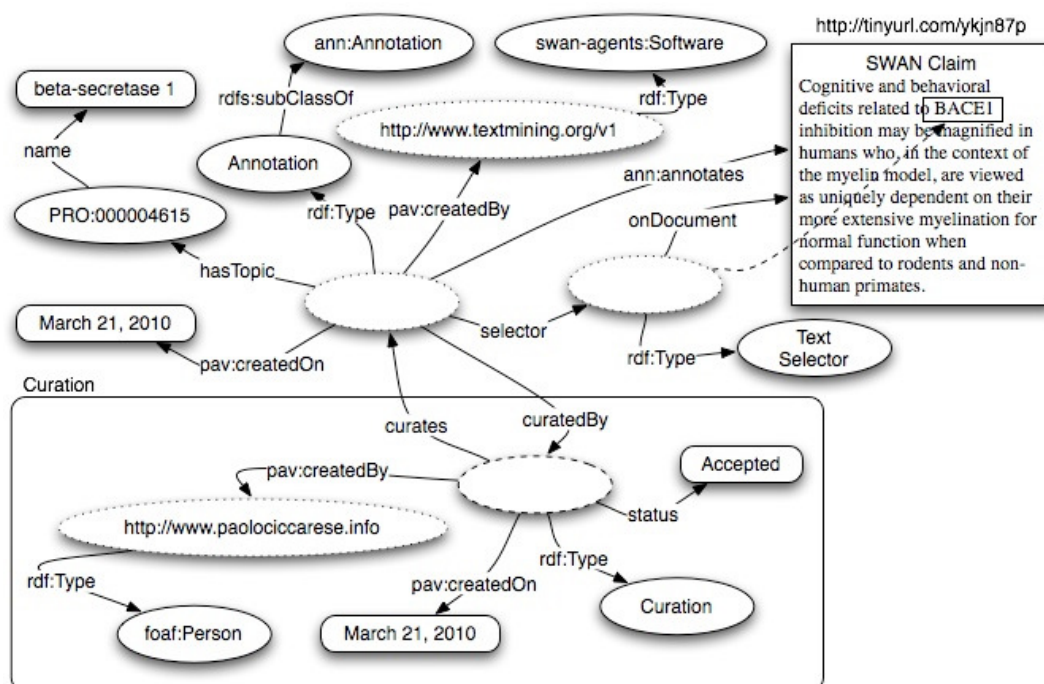 http://tinyurl.com/ykjn87p
ann:Annotation
swan-agents:Software
SWAN Claim
Cognitive and behavioral
deficits related to BACE1
inhibition may be magnified in
humans who, in the context of
the myelin model, are viewed
as uniquely dependent on their
more extensive myelination for
normal function when
compared to rodents and non-
human primates.
beta-secretase 1
rdfs:subClassOf
rdf:Type
http://www.textmining.org/v1
name
Annotation
ann:annotates
PRO:000004615
rdf:Type
pav:createdBy
onDocument
hasTopic
March 21, 2010
selector
pav:createdOn
rdf:Type
Text
Selector
Curation
curates
curatedBy
pav:createdBy
Accepted
http://www.paolociccarese.info
status
rdf:Type
rdf:Type
pav:createdOn
Curation
foaf:Person
March 21, 2010